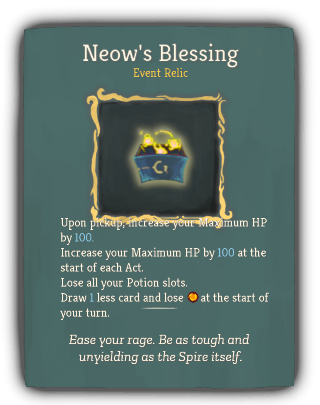 Neow's Blessing
Event Relic
Upon pickup, increase your Maximum HP
by 100.
Increase your Maximum HP by 100 at the
start of each Act.
Lose all your Potion slots.
Draw 1 less card and lose at the start of
your turn.
Ease your rage. Be as tough and
unyielding as the Spire itself.